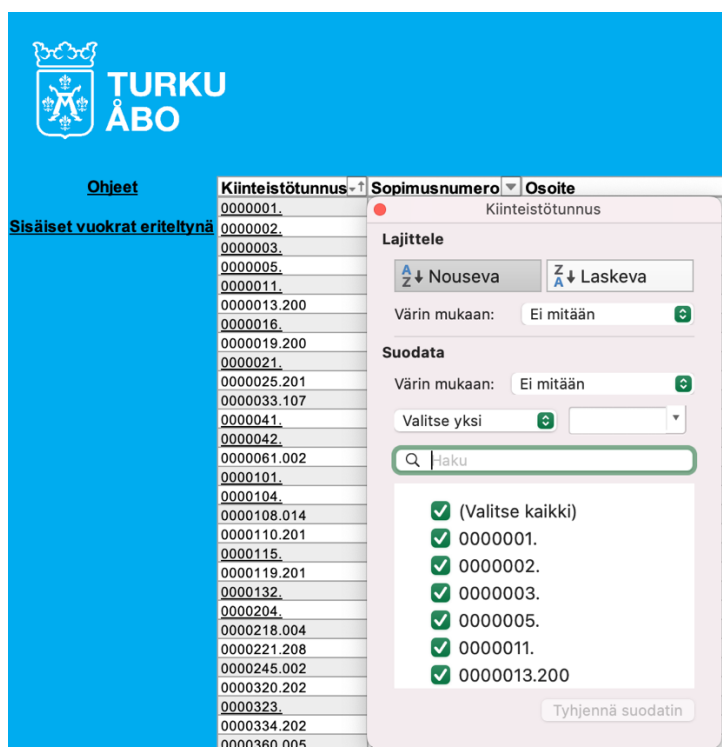 TURKU
ÅBO
Ohjeet
Sisäiset vuokrat eriteltynä
Kiinteistötunnus Sopimusnumero Osoite
0000001.
0000002.
0000003.
0000005.
0000011.
0000013.200
0000016.
0000019.200
0000021.
0000025.201
0000033.107
0000041.
0000042.
0000061.002
0000101.
0000104.
0000108.014
0000110.201
0000115.
0000119.201
0000132.
0000204.
0000218.004
0000221.208
0000245.002
0000320.202
0000323.
0000334.202
0000360.005
Kiinteistötunnus
Lajittele
A Z Nouseva Z A Laskeva
Värin mukaan: Ei mitään
Suodata
Värin mukaan: Ei mitään
Valitse yksi
Haku
(Valitse kaikki)
0000001.
0000002.
0000003.
0000005.
0000011.
0000013.200
Tyhjennä suodatin